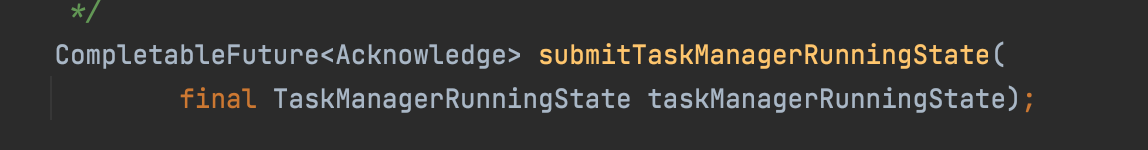 */
CompletableFuture<Acknowledge> submitTaskManagerRunningState(
final TaskManagerRunningState taskManagerRunningState);